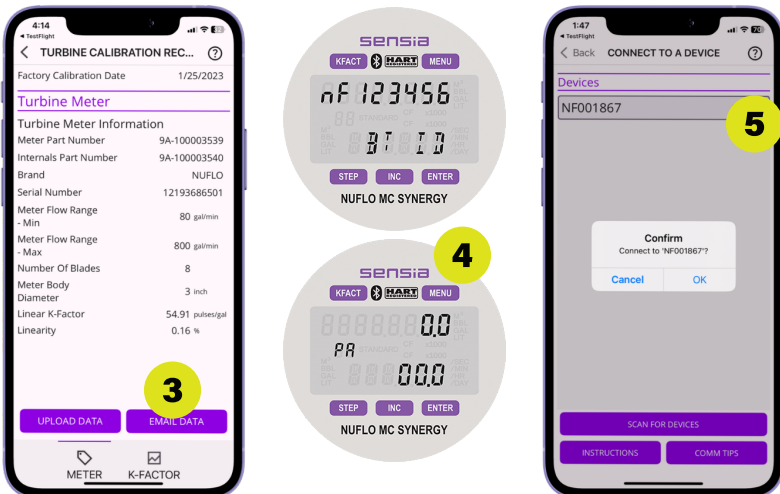 4:14
TestFlight
TURBINE CALIBRATION REC...
?
Factory Calibration Date 1/25/2023
Turbine Meter
Turbine Meter Information
Meter Part Number 9A-100003539
Internals Part Number 9A-100003540
Brand NUFLO
Serial Number 12193686501
Meter Flow Range
- Min 80 gal/min
Meter Flow Range
- Max 800 gal/min
Number Of Blades 8
Meter Body
Diameter 3 inch
Linear K-Factor 54.91 pulses/gal
Linearity 0.16 %
3
UPLOAD DATA EMAIL DATA
METER K-FACTOR
sensia
KFACT HART REGISTERED MENU
nF 123456
BT ID
STEP INC ENTER
NUFLO MC SYNERGY
4
sensia
KFACT HART REGISTERED MENU
0.0
STANDARD
PA
00.0
STEP INC ENTER
NUFLO MC SYNERGY
1:47
TestFlight
Back CONNECT TO A DEVICE ?
Devices
NF001867
5
Confirm
Connect to 'NF001867'?
Cancel OK
SCAN FOR DEVICES
INSTRUCTIONS COMM TIPS